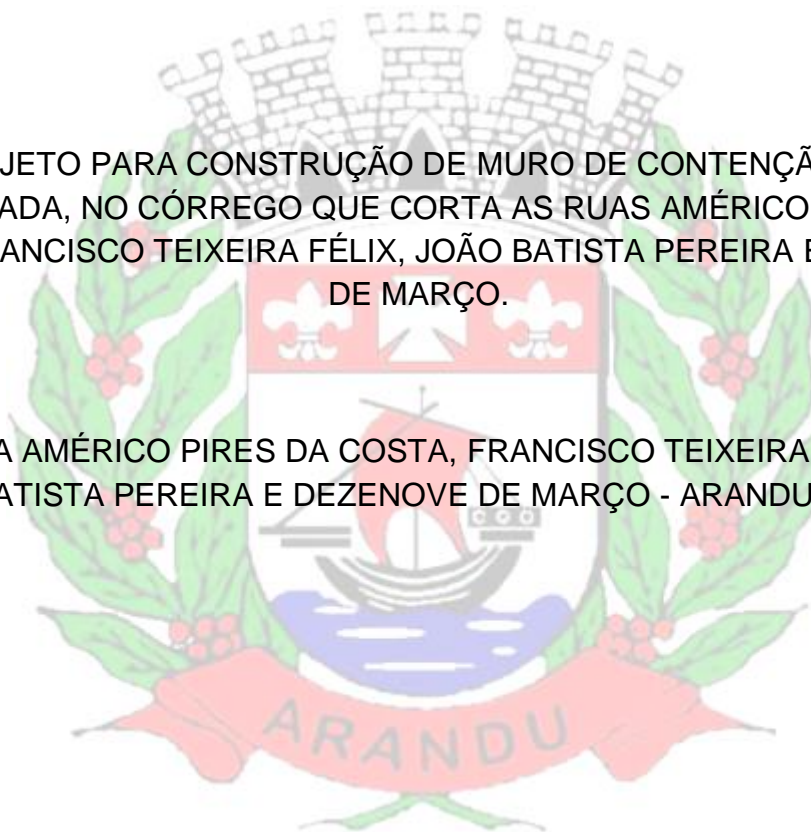 JETO PARA CONSTRUÇÃO DE MURO DE CONTENÇÃ
ADA, NO CÓRREGO QUE CORTA AS RUAS AMÉRICO
ANCISCO TEIXEIRA FÉLIX, JOÃO BATISTA PEREIRA E
DE MARÇO.
A AMÉRICO PIRES DA COSTA, FRANCISCO TEIXEIRA
ATISTA PEREIRA E DEZENOVE DE MARÇO - ARANDU
ARANDU